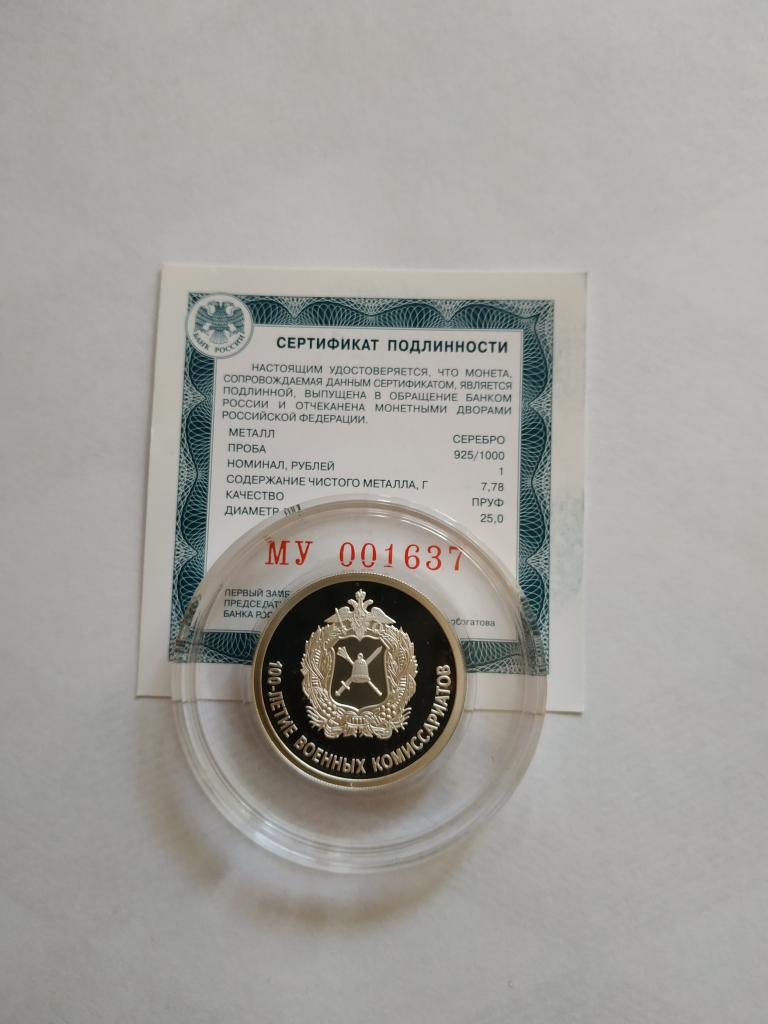 БАНК РОССИИ
СЕРТИФИКАТ ПОДЛИННОСТИ
НАСТОЯЩИМ УДОСТОВЕРЯЕТСЯ, ЧТО МОНЕТА,
СОПРОВОЖДАЕМАЯ ДАННЫМ СЕРТИФИКАТОМ, ЯВЛЯЕТСЯ
ПОДЛИННОЙ, ВЫПУЩЕНА В ОБРАЩЕНИЕ БАНКОМ
РОССИИ И ОТЧЕКАНЕНА МОНЕТНЫМИ ДВОРАМИ
РОССИЙСКОЙ ФЕДЕРАЦИИ.
МЕТАЛЛ СЕРЕБРО
ПРОБА 925/1000
НОМИНАЛ, РУБЛЕЙ 1
СОДЕРЖАНИЕ ЧИСТОГО МЕТАЛЛА, Г 7,78
КАЧЕСТВО ПРУФ
ДИАМЕТР 25,0
МУ 001637
ПЕРВЫЙ
БАНКА
100-ЛЕТИЕ ВОЕННЫХ КОМИССАРИАТОВ